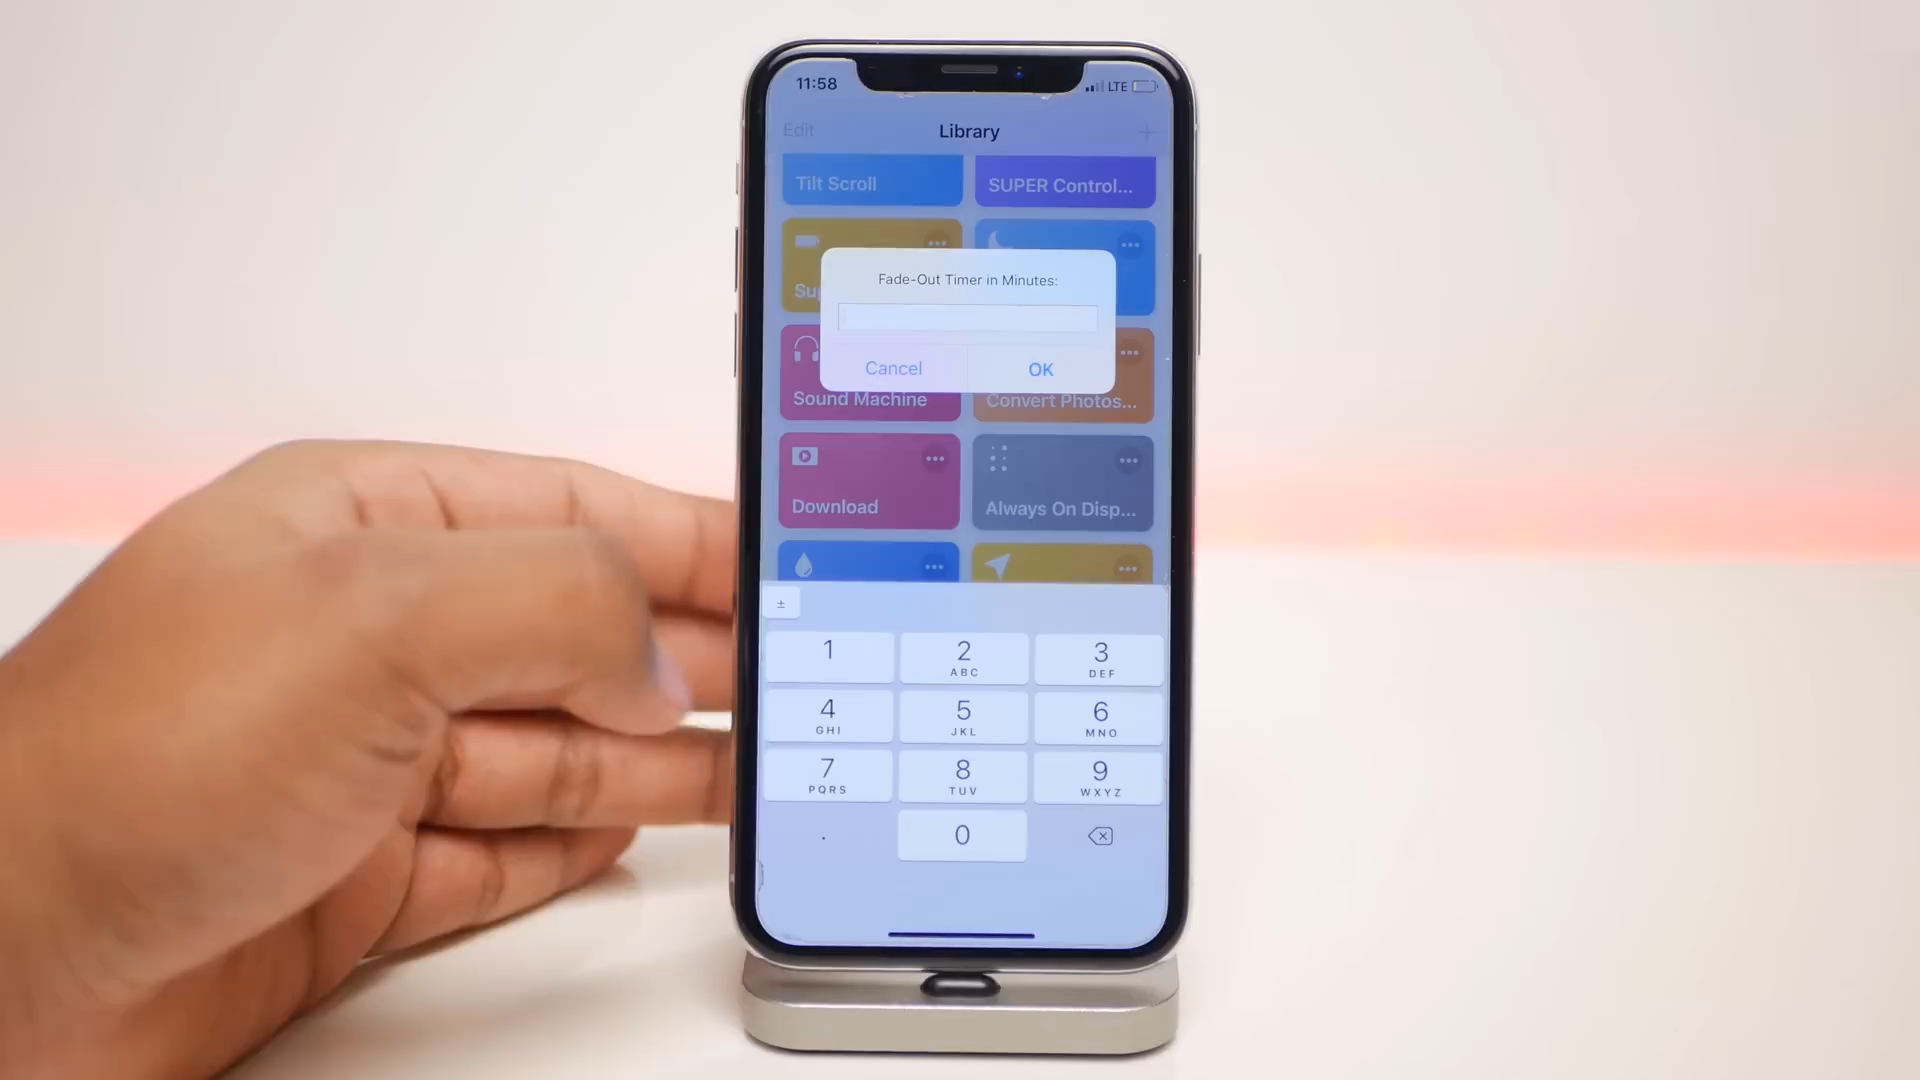 11:58
LTE
Edit
Library
+
Tilt Scroll
SUPER Control...
Fade-Out Timer in Minutes:
Cancel
OK
Sound Machine
Convert Photos...
Download
Always On Disp...
±
1
2
ABC
3
DEF
4
GHI
5
JKL
6
MNO
7
PQRS
8
TUV
9
WXYZ
.
0